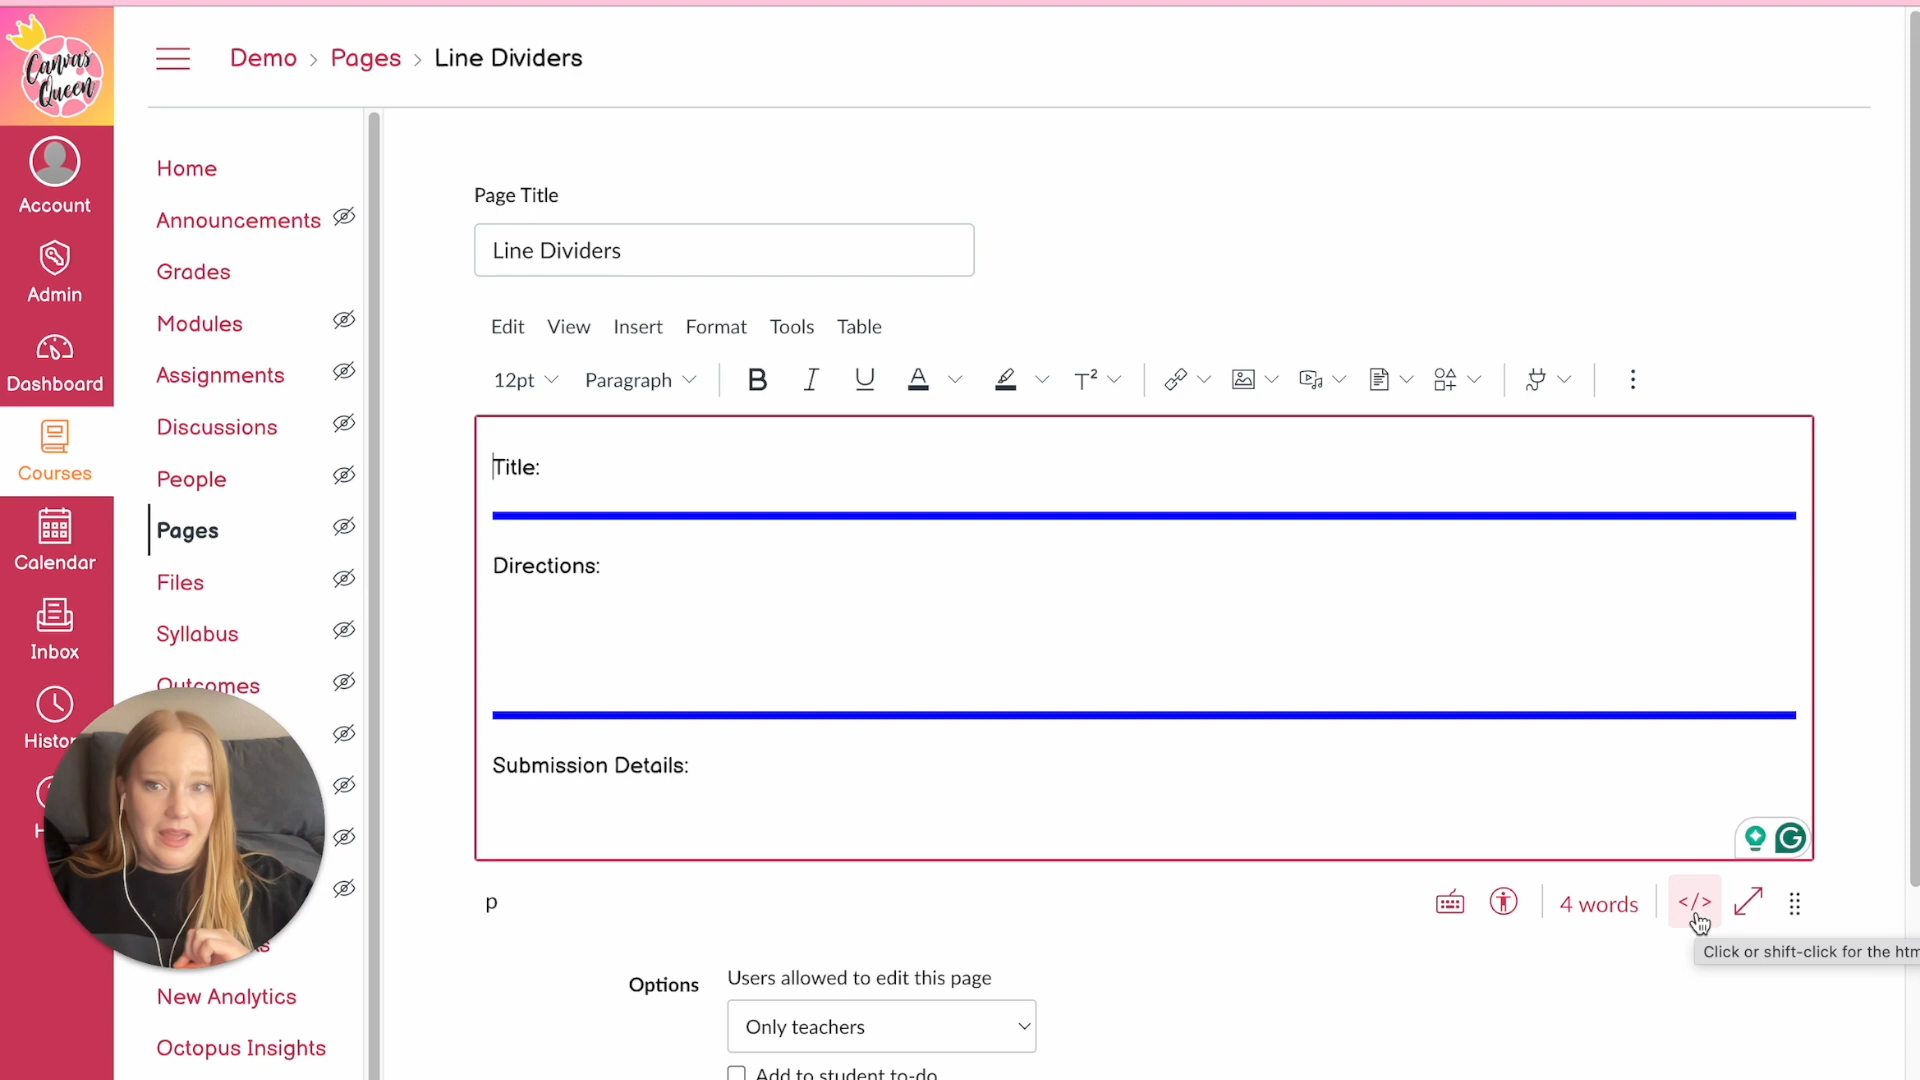 Canvas
Queen
Demo > Pages > Line Dividers
Account
Admin
Dashboard
Courses
Calendar
Inbox
Home
Announcements
Grades
Modules
Assignments
Discussions
People
Pages
Files
Syllabus
Outcomes
New Analytics
Octopus Insights
Page Title
Line Dividers
Edit View Insert Format Tools Table
12pt Paragraph B I U A T²
Title:
Directions:
Submission Details:
p
4 words </>
Click or shift-click for the htm
Options
Users allowed to edit this page
Only teachers
Add to student to-do